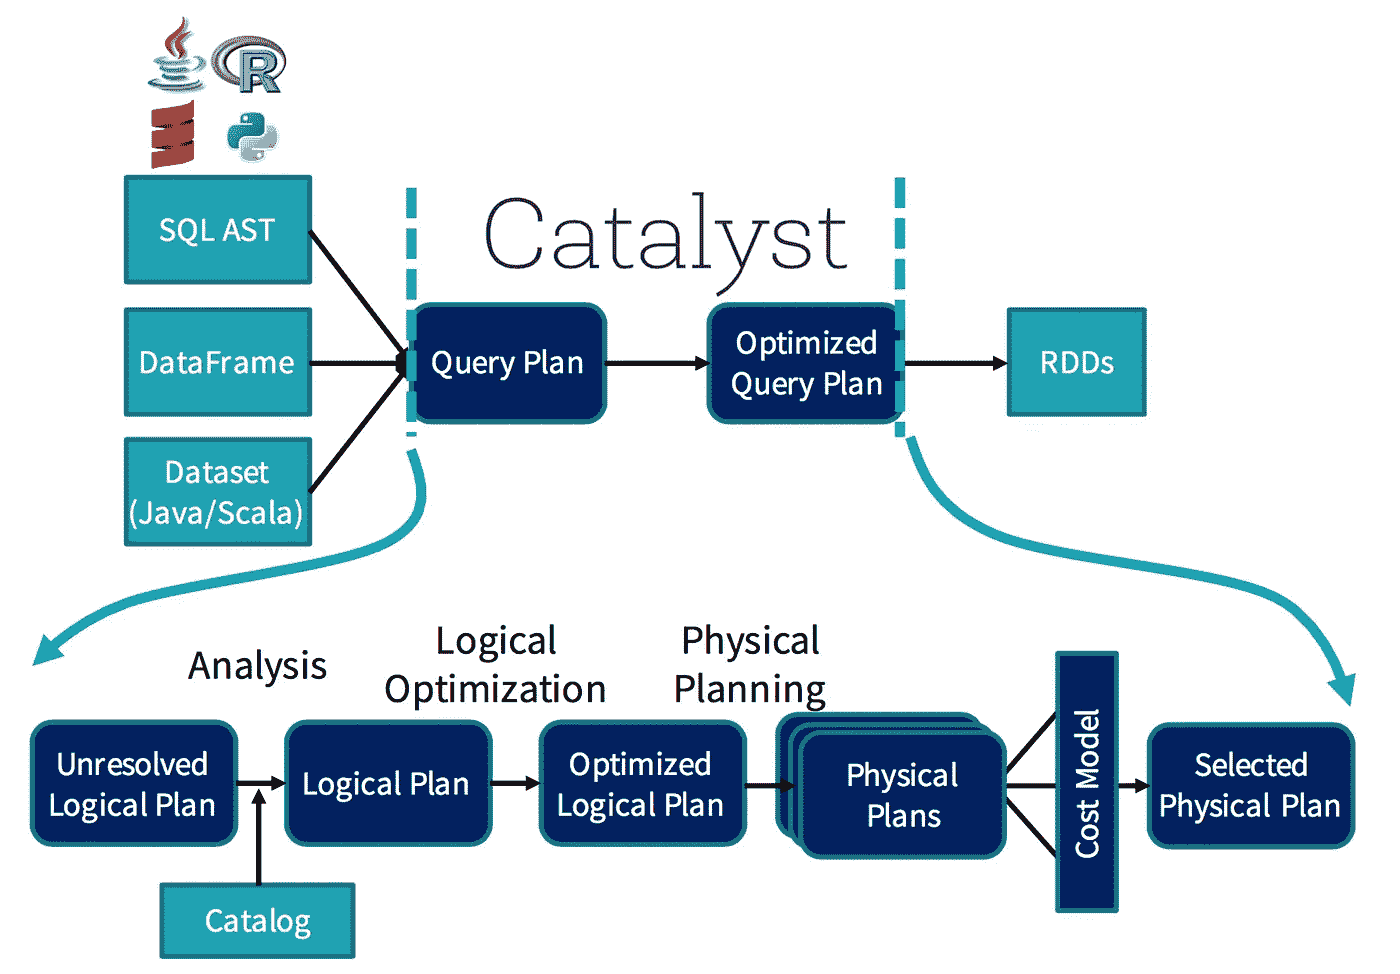 R
SQL AST
Catalyst
DataFrame
Query Plan
Optimized
Query Plan
RDDs
Dataset
(Java/Scala)
Analysis
Logical
Optimization
Physical
Planning
Unresolved
Logical Plan
Logical Plan
Optimized
Logical Plan
Physical
Plans
Cost Model
Selected
Physical Plan
Catalog